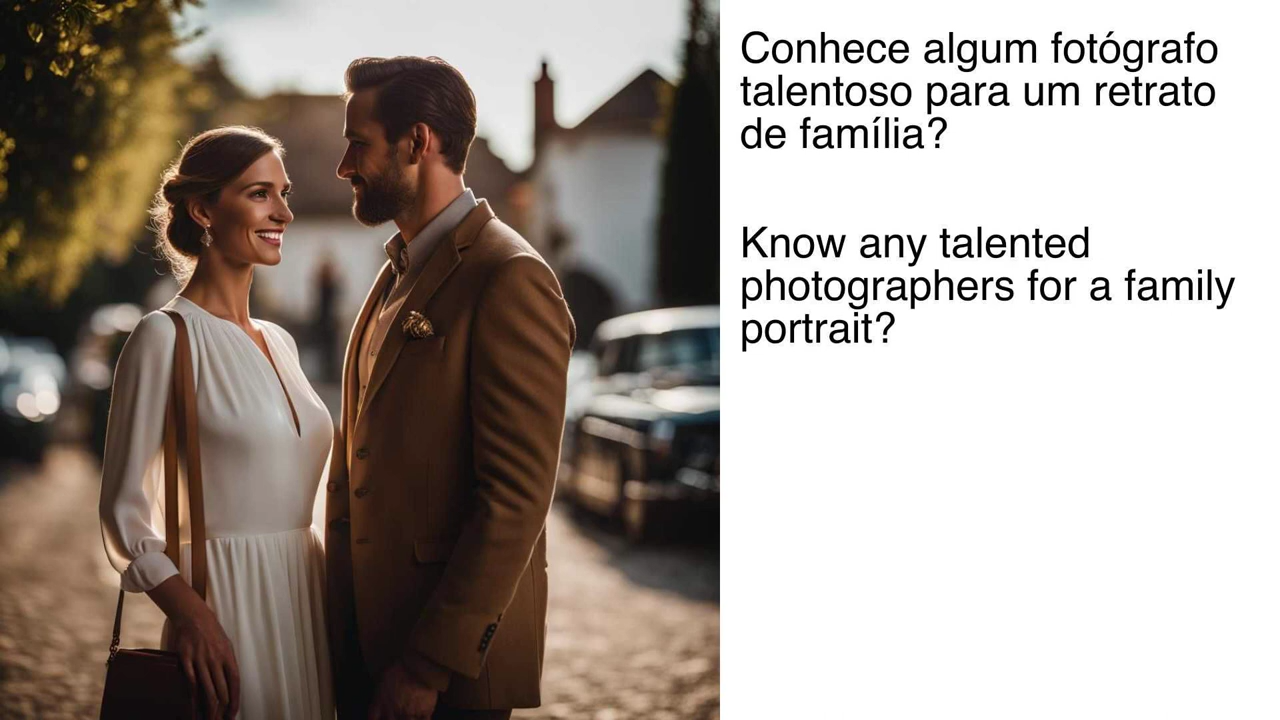 Conhece algum fotógrafo
talentoso para um retrato
de família?
Know any talented
photographers for a family
portrait?